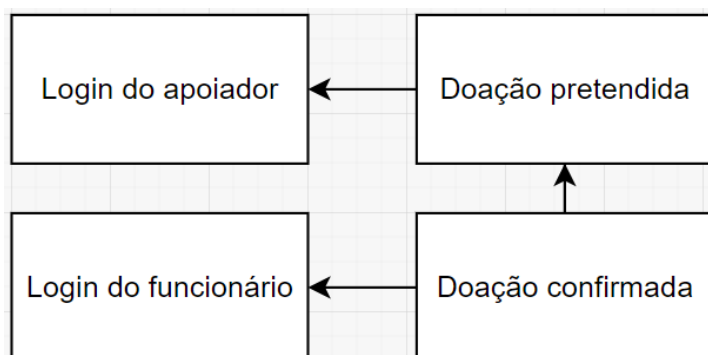 Login do apoiador
Doação pretendida
Login do funcionário
Doação confirmada